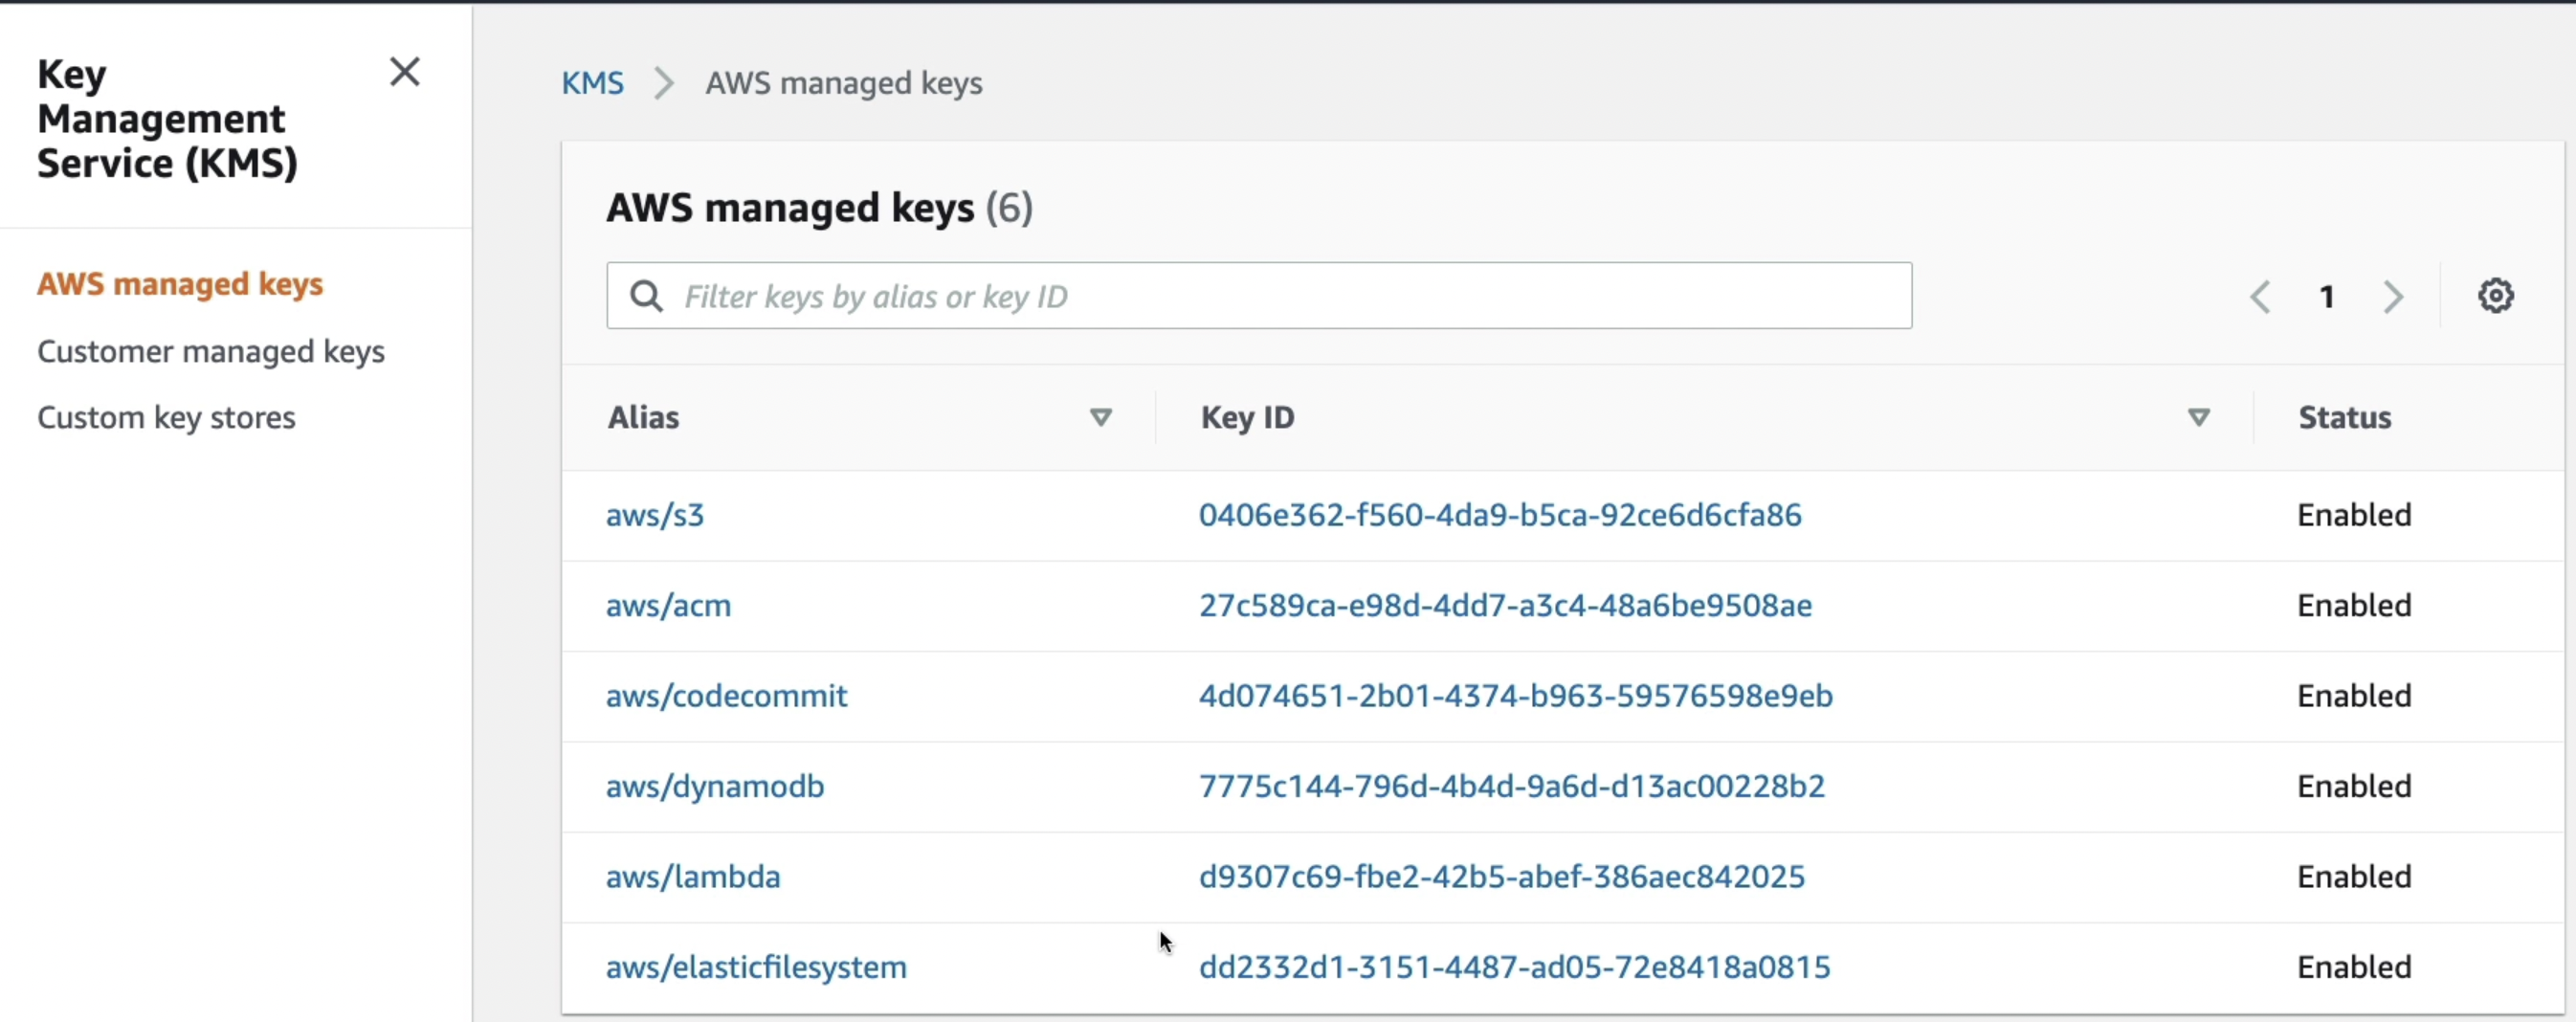 Key
Management
Service (KMS)
AWS managed keys
Customer managed keys
Custom key stores
KMS > AWS managed keys
AWS managed keys (6)
Filter keys by alias or key ID
1
Alias Key ID Status
aws/s3 0406e362-f560-4da9-b5ca-92ce6d6cfa86 Enabled
aws/acm 27c589ca-e98d-4dd7-a3c4-48a6be9508ae Enabled
aws/codecommit 4d074651-2b01-4374-b963-59576598e9eb Enabled
aws/dynamodb 7775c144-796d-4b4d-9a6d-d13ac00228b2 Enabled
aws/lambda d9307c69-fbe2-42b5-abef-386aec842025 Enabled
aws/elasticfilesystem dd2332d1-3151-4487-ad05-72e8418a0815 Enabled